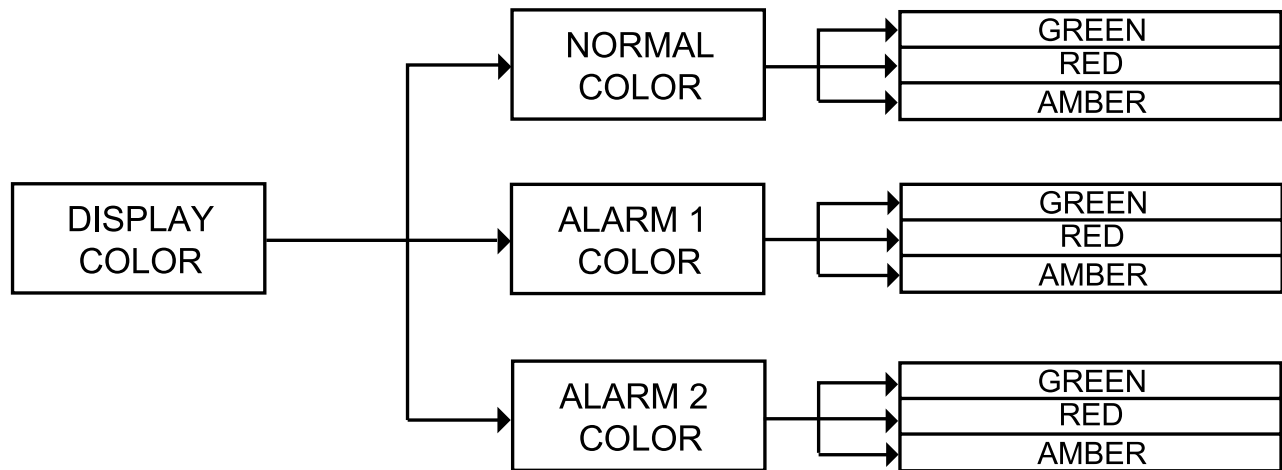 DISPLAY
COLOR
NORMAL
COLOR
GREEN
RED
AMBER
ALARM 1
COLOR
GREEN
RED
AMBER
ALARM 2
COLOR
GREEN
RED
AMBER